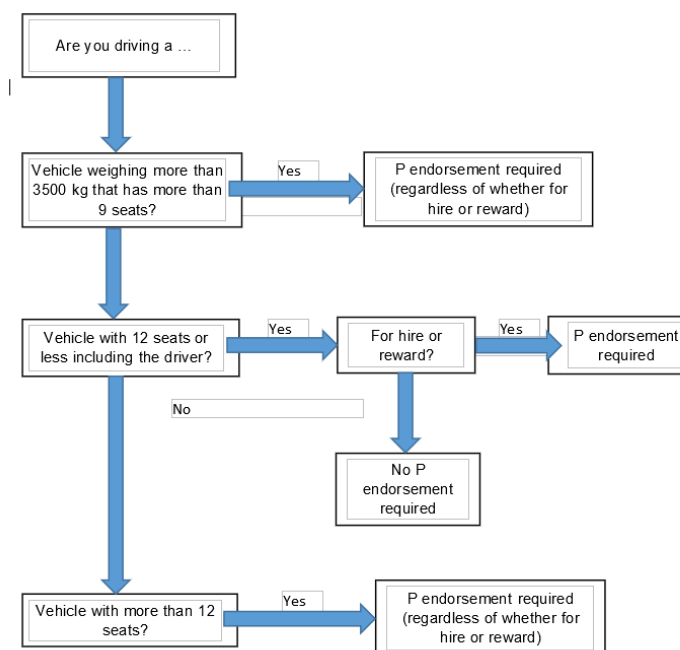 Are you driving a …
Vehicle weighing more than
3500 kg that has more than
9 seats?
Yes
P endorsement required
(regardless of whether for
hire or reward)
Vehicle with 12 seats or
less including the driver?
Yes
For hire or
reward?
Yes
P endorsement
required
No
No P
endorsement
required
Vehicle with more than 12
seats?
Yes
P endorsement required
(regardless of whether for
hire or reward)